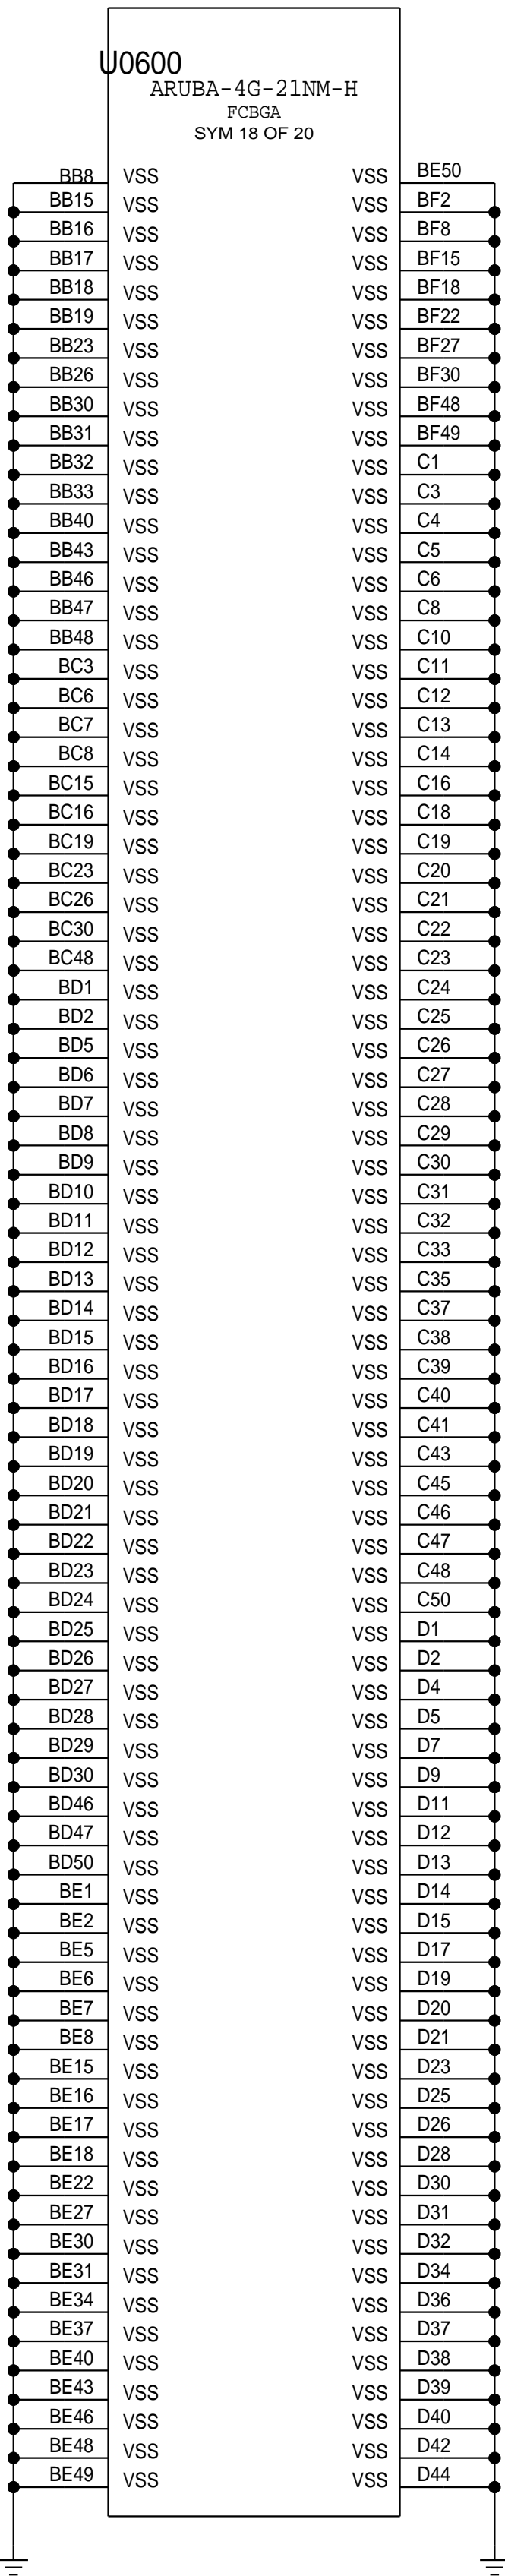 U0600
ARUBA-4G-21NM-H
FCBGA
SYM 18 OF 20
BB8 VSS VSS BE50
BB15 VSS VSS BF2
BB16 VSS VSS BF8
BB17 VSS VSS BF15
BB18 VSS VSS BF18
BB19 VSS VSS BF22
BB23 VSS VSS BF27
BB26 VSS VSS BF30
BB30 VSS VSS BF48
BB31 VSS VSS BF49
BB32 VSS VSS C1
BB33 VSS VSS C3
BB40 VSS VSS C4
BB43 VSS VSS C5
BB46 VSS VSS C6
BB47 VSS VSS C8
BB48 VSS VSS C10
BC3 VSS VSS C11
BC6 VSS VSS C12
BC7 VSS VSS C13
BC8 VSS VSS C14
BC15 VSS VSS C16
BC16 VSS VSS C18
BC19 VSS VSS C19
BC23 VSS VSS C20
BC26 VSS VSS C21
BC30 VSS VSS C22
BC48 VSS VSS C23
BD1 VSS VSS C24
BD2 VSS VSS C25
BD5 VSS VSS C26
BD6 VSS VSS C27
BD7 VSS VSS C28
BD8 VSS VSS C29
BD9 VSS VSS C30
BD10 VSS VSS C31
BD11 VSS VSS C32
BD12 VSS VSS C33
BD13 VSS VSS C35
BD14 VSS VSS C37
BD15 VSS VSS C38
BD16 VSS VSS C39
BD17 VSS VSS C40
BD18 VSS VSS C41
BD19 VSS VSS C43
BD20 VSS VSS C45
BD21 VSS VSS C46
BD22 VSS VSS C47
BD23 VSS VSS C48
BD24 VSS VSS C50
BD25 VSS VSS D1
BD26 VSS VSS D2
BD27 VSS VSS D4
BD28 VSS VSS D5
BD29 VSS VSS D7
BD30 VSS VSS D9
BD46 VSS VSS D11
BD47 VSS VSS D12
BD50 VSS VSS D13
BE1 VSS VSS D14
BE2 VSS VSS D15
BE5 VSS VSS D17
BE6 VSS VSS D19
BE7 VSS VSS D20
BE8 VSS VSS D21
BE15 VSS VSS D23
BE16 VSS VSS D25
BE17 VSS VSS D26
BE18 VSS VSS D28
BE22 VSS VSS D30
BE27 VSS VSS D31
BE30 VSS VSS D32
BE31 VSS VSS D34
BE34 VSS VSS D36
BE37 VSS VSS D37
BE40 VSS VSS D38
BE43 VSS VSS D39
BE46 VSS VSS D40
BE48 VSS VSS D42
BE49 VSS VSS D44